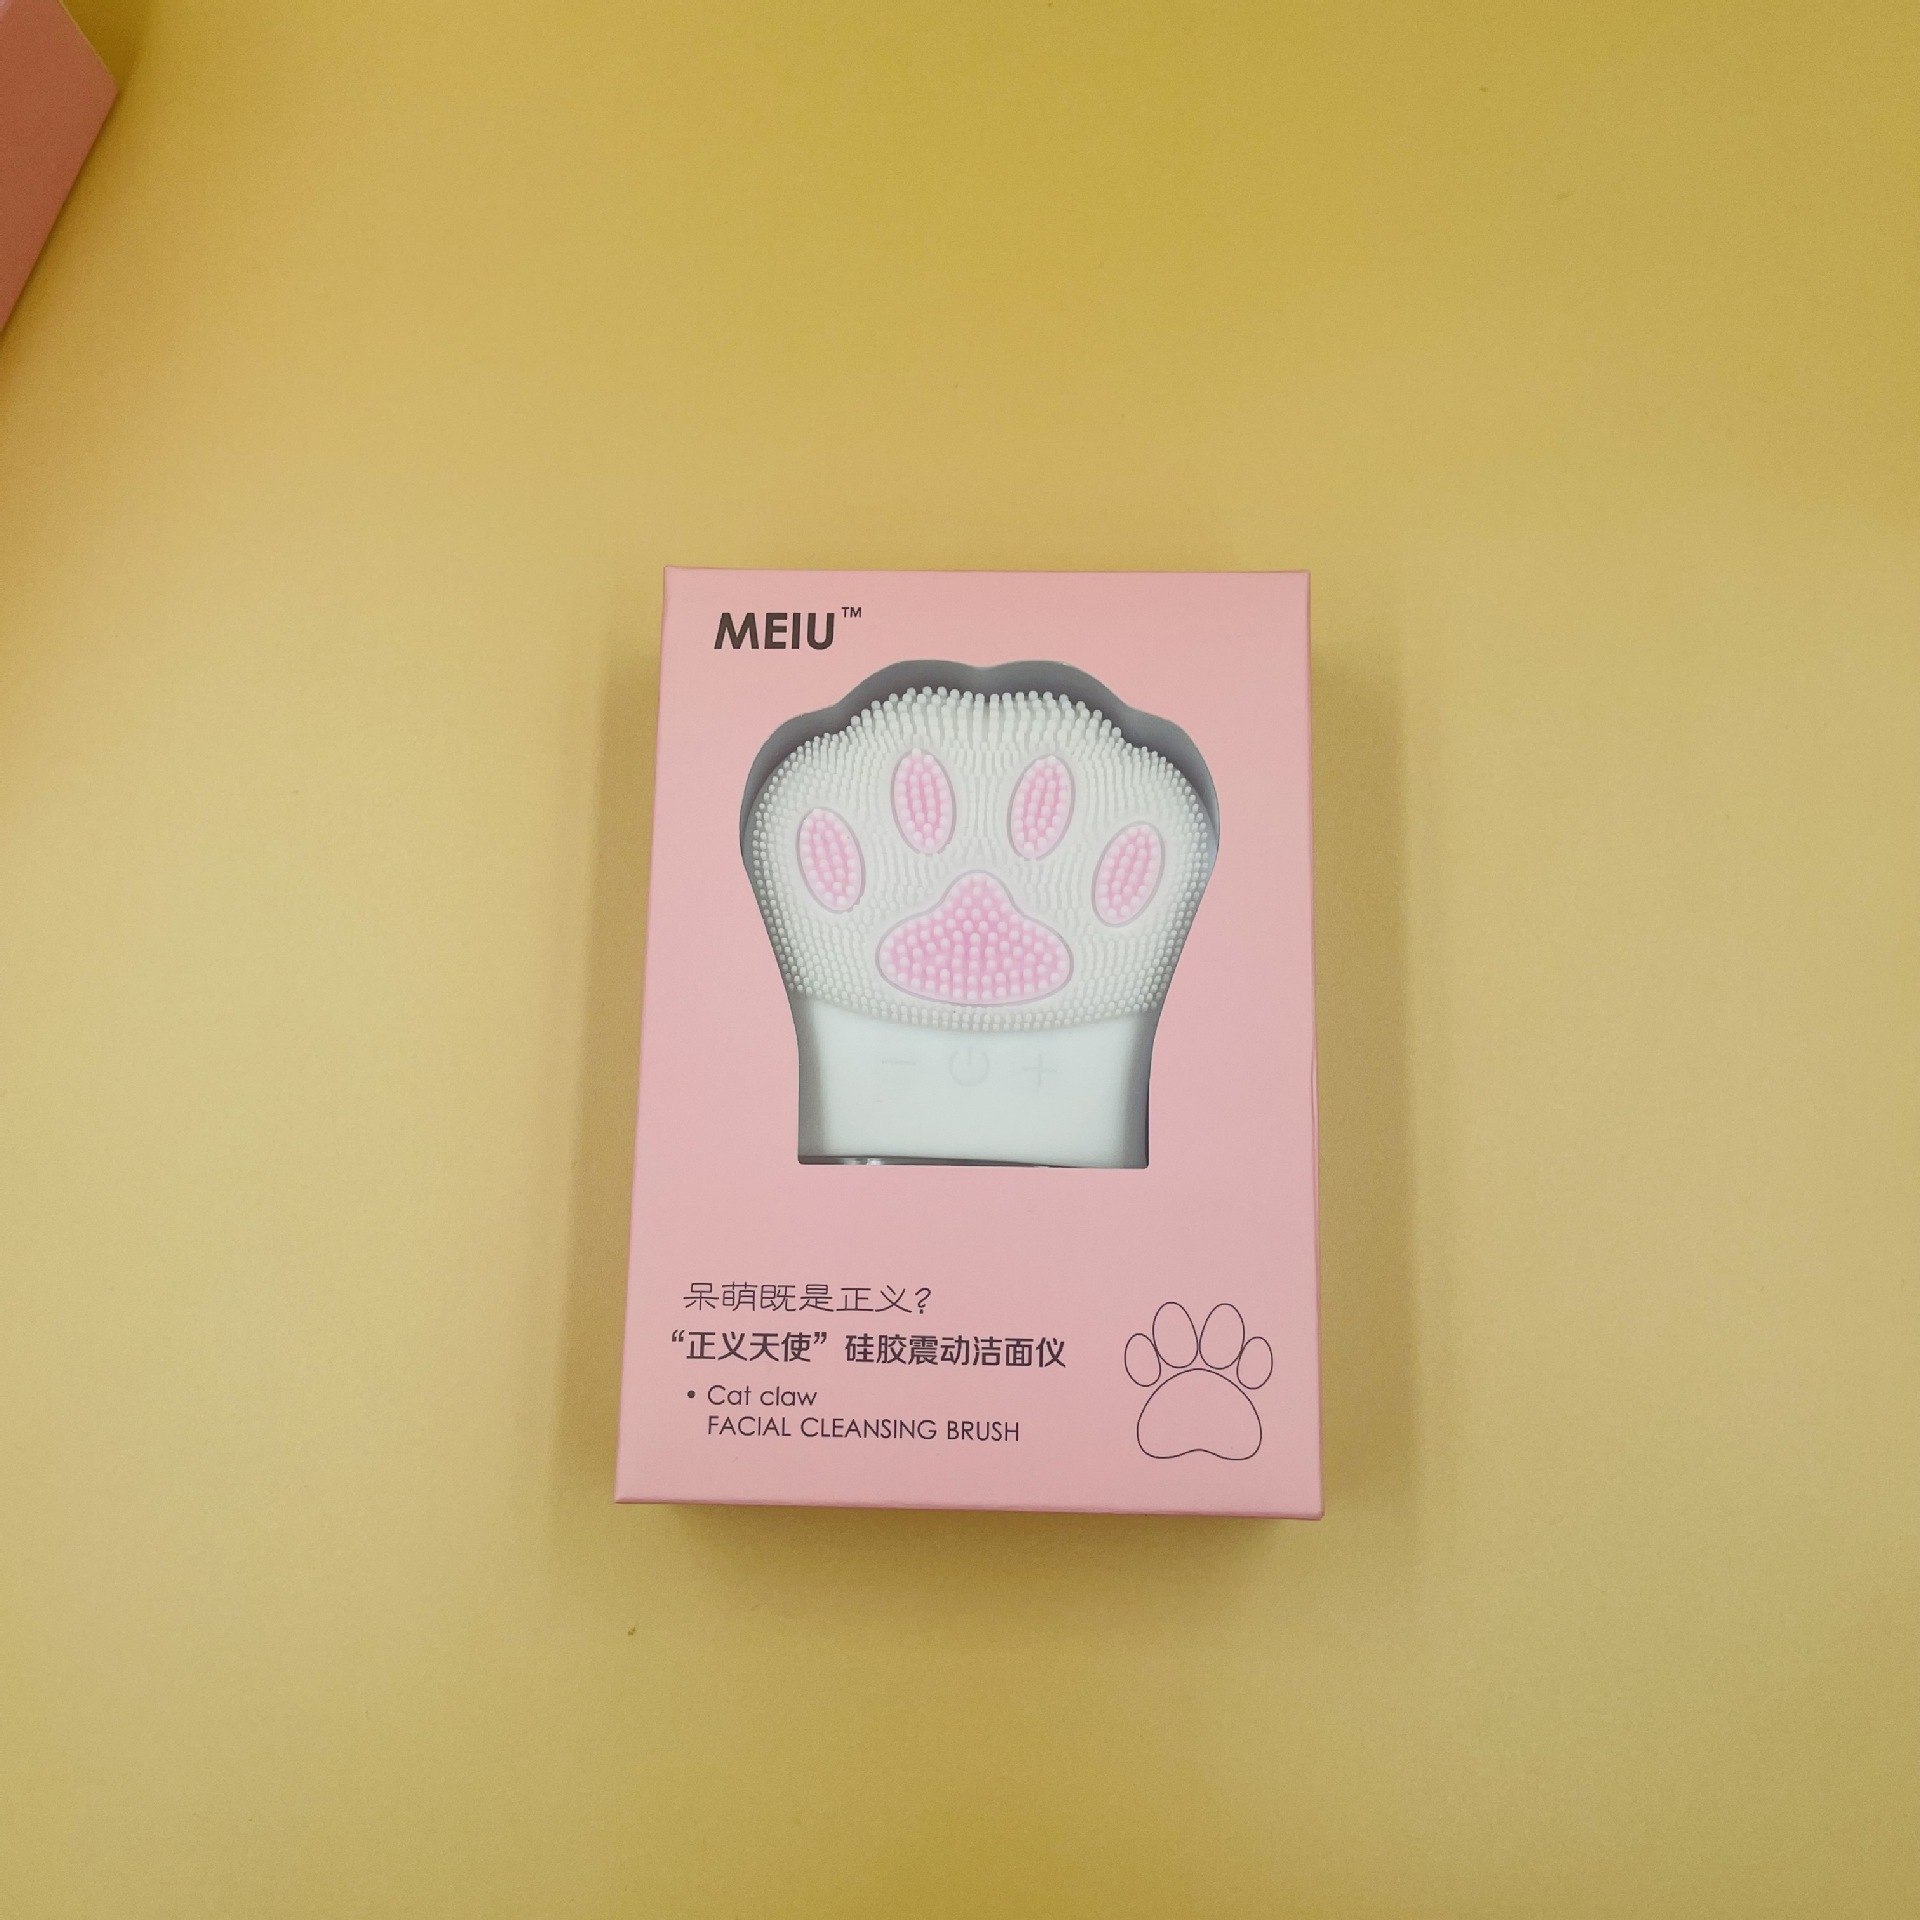 MEIU™
呆萌既是正义?
“正义天使” 硅胶震动洁面仪
• Cat claw
FACIAL CLEANSING BRUSH